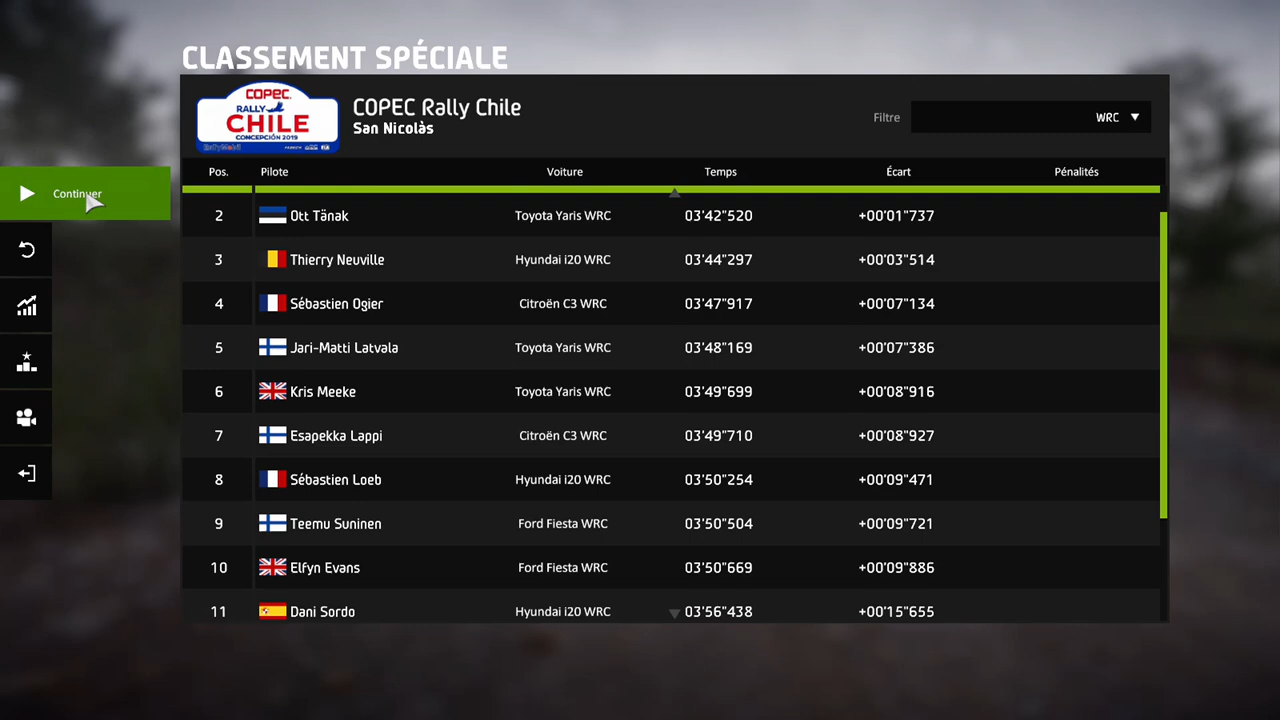 CLASSEMENT SPÉCIALE
COPEC
RALLY
CHILE
CONCEPCIÓN 2019
RallyMobil
COPEC Rally Chile
San Nicolàs
Filtre WRC
Continuer
Pos. Pilote Voiture Temps Écart Pénalités
2 Ott Tänak Toyota Yaris WRC 03'42"520 +00'01"737
3 Thierry Neuville Hyundai i20 WRC 03'44"297 +00'03"514
4 Sébastien Ogier Citroën C3 WRC 03'47"917 +00'07"134
5 Jari-Matti Latvala Toyota Yaris WRC 03'48"169 +00'07"386
6 Kris Meeke Toyota Yaris WRC 03'49"699 +00'08"916
7 Esapekka Lappi Citroën C3 WRC 03'49"710 +00'08"927
8 Sébastien Loeb Hyundai i20 WRC 03'50"254 +00'09"471
9 Teemu Suninen Ford Fiesta WRC 03'50"504 +00'09"721
10 Elfyn Evans Ford Fiesta WRC 03'50"669 +00'09"886
11 Dani Sordo Hyundai i20 WRC 03'56"438 +00'15"655